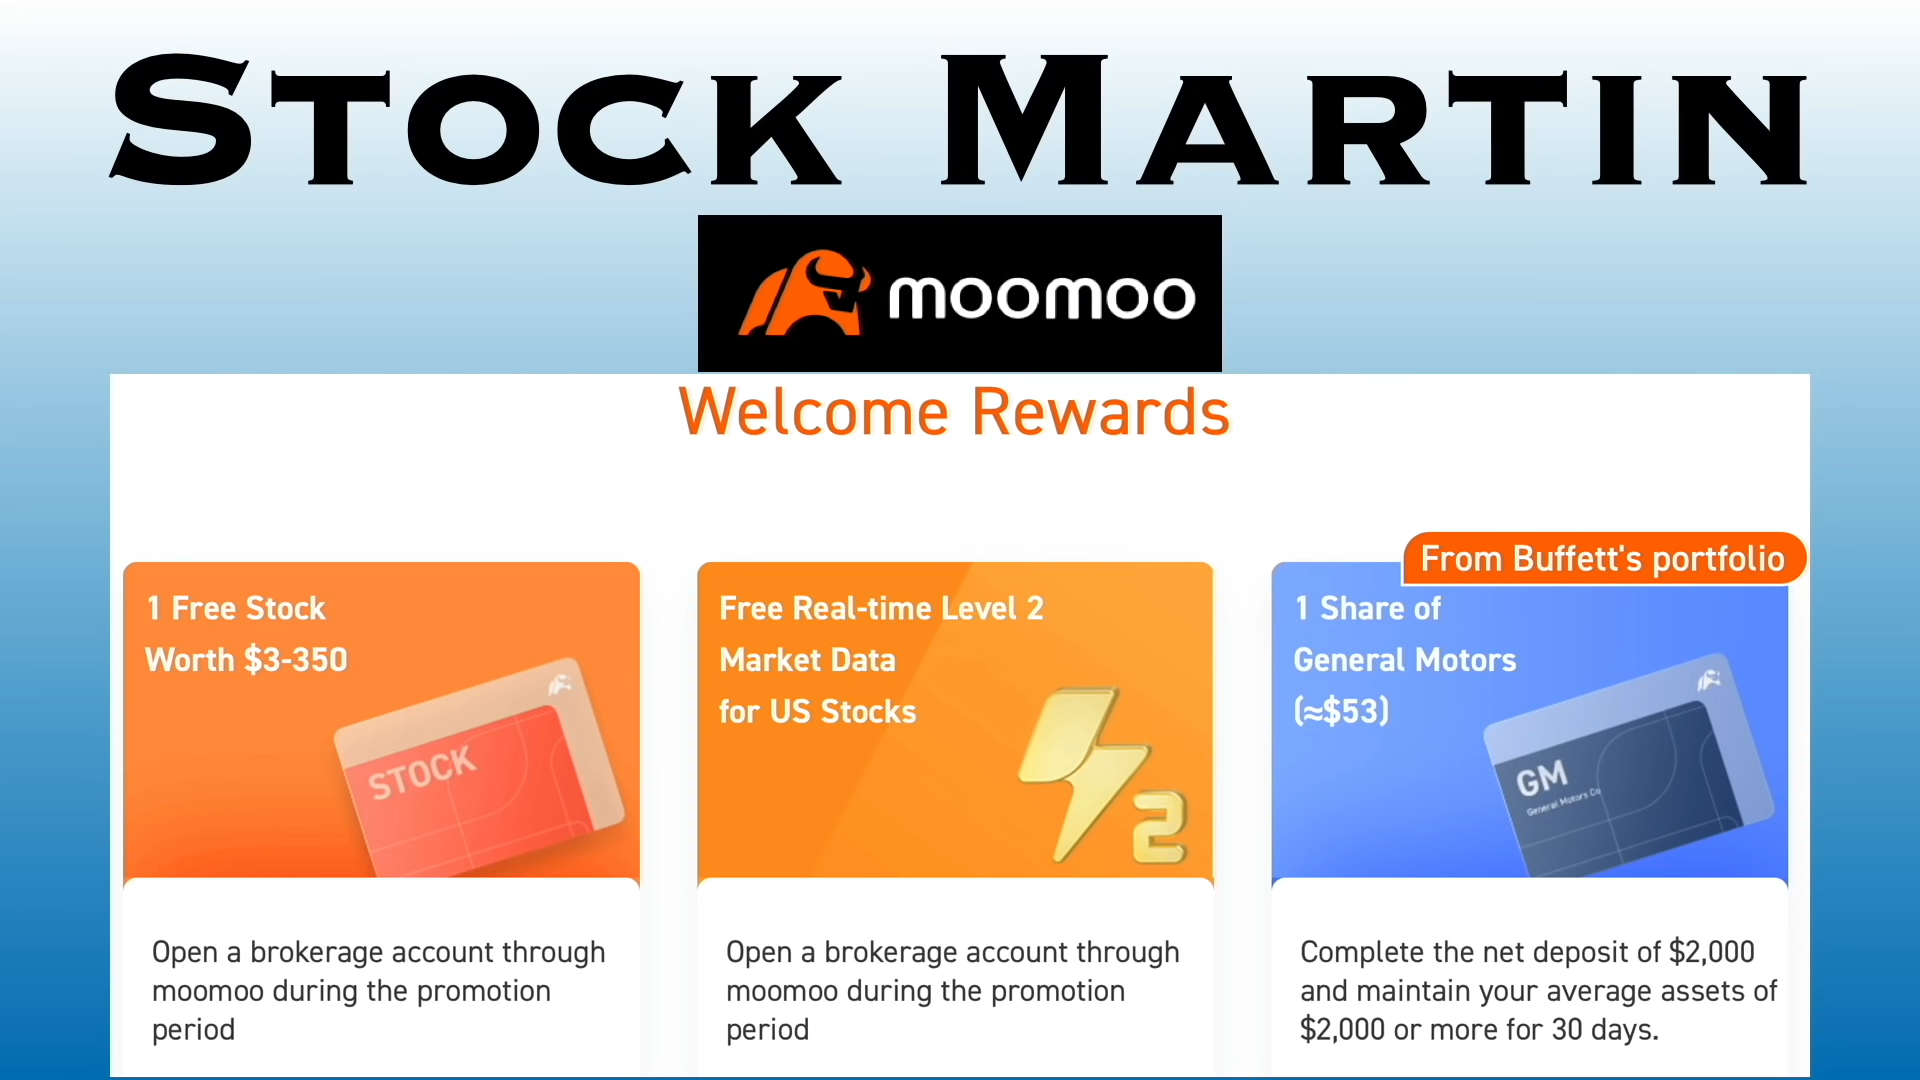 STOCK MARTIN
moomoo
Welcome Rewards
From Buffett's portfolio
1 Free Stock
Worth $3-350
STOCK
Open a brokerage account through
moomoo during the promotion
period
Free Real-time Level 2
Market Data
for US Stocks
2
Open a brokerage account through
moomoo during the promotion
period
1 Share of
General Motors
(≈$53)
GM
General Motors Co
Complete the net deposit of $2,000
and maintain your average assets of
$2,000 or more for 30 days.